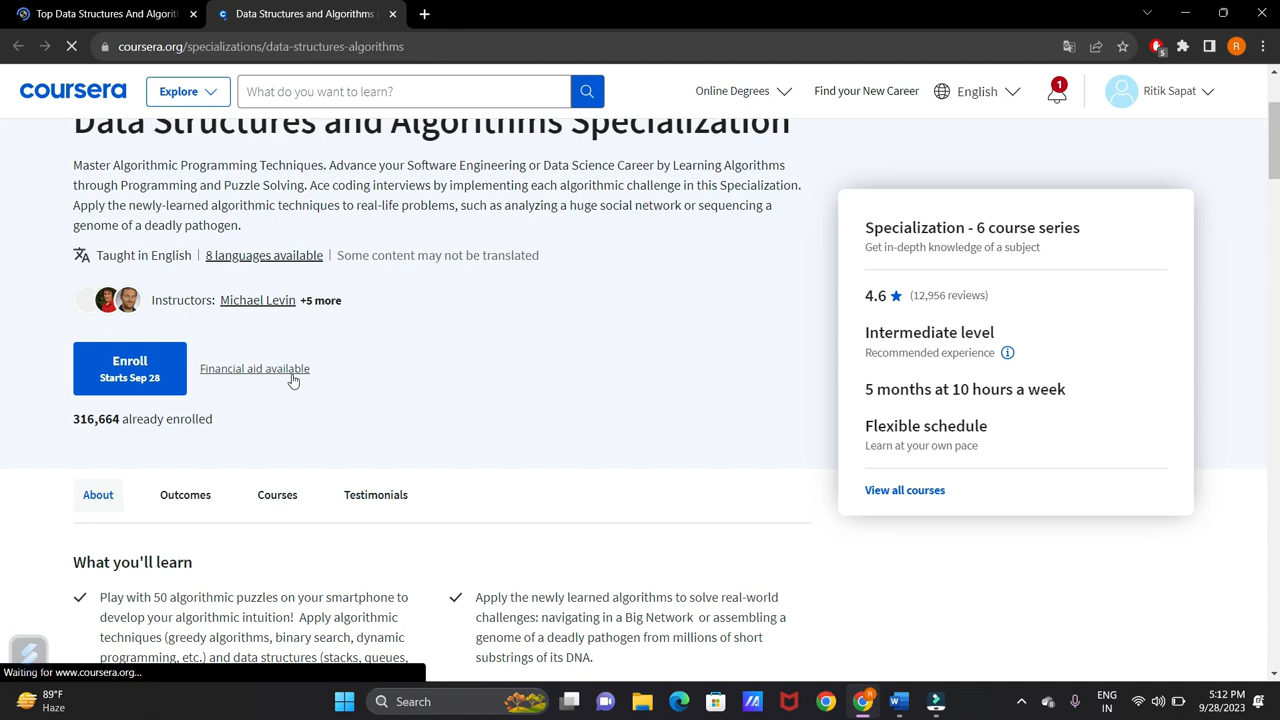 Top Data Structures And Algorith
Data Structures and Algorithms
coursera.org/specializations/data-structures-algorithms
5
R
coursera
Explore
What do you want to learn?
Online Degrees
Find your New Career
English
1
Ritik Sapat
Data Structures and Algorithms Specialization
Master Algorithmic Programming Techniques. Advance your Software Engineering or Data Science Career by Learning Algorithms
through Programming and Puzzle Solving. Ace coding interviews by implementing each algorithmic challenge in this Specialization.
Apply the newly-learned algorithmic techniques to real-life problems, such as analyzing a huge social network or sequencing a
genome of a deadly pathogen.
Taught in English | 8 languages available | Some content may not be translated
Instructors: Michael Levin +5 more
Enroll
Starts Sep 28
Financial aid available
316,664 already enrolled
Specialization - 6 course series
Get in-depth knowledge of a subject
4.6 ★ (12,956 reviews)
Intermediate level
Recommended experience
5 months at 10 hours a week
Flexible schedule
Learn at your own pace
View all courses
About
Outcomes
Courses
Testimonials
What you'll learn
Play with 50 algorithmic puzzles on your smartphone to
develop your algorithmic intuition! Apply algorithmic
techniques (greedy algorithms, binary search, dynamic
programming, etc.) and data structures (stacks, queues,
Apply the newly learned algorithms to solve real-world
challenges: navigating in a Big Network or assembling a
genome of a deadly pathogen from millions of short
substrings of its DNA.
Waiting for www.coursera.org...
89°F
Haze
Search
ENG
IN
5:12 PM
9/28/2023